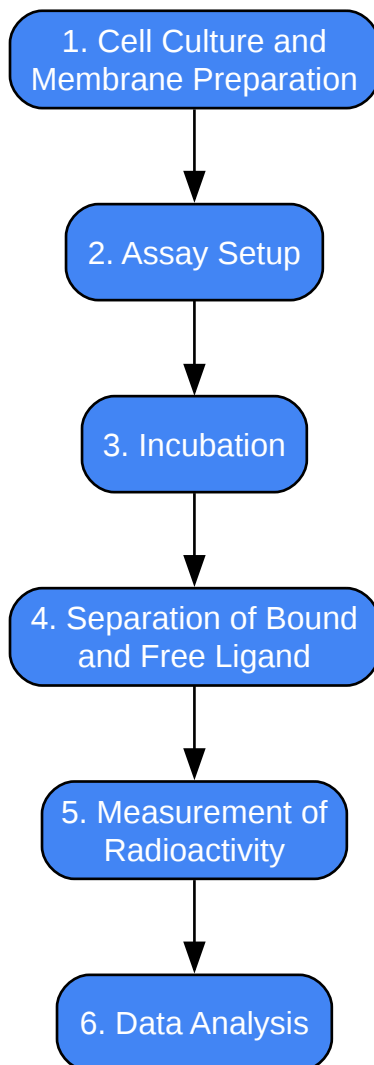 1. Cell Culture and
Membrane Preparation
2. Assay Setup
3. Incubation
4. Separation of Bound
and Free Ligand
5. Measurement of
Radioactivity
6. Data Analysis